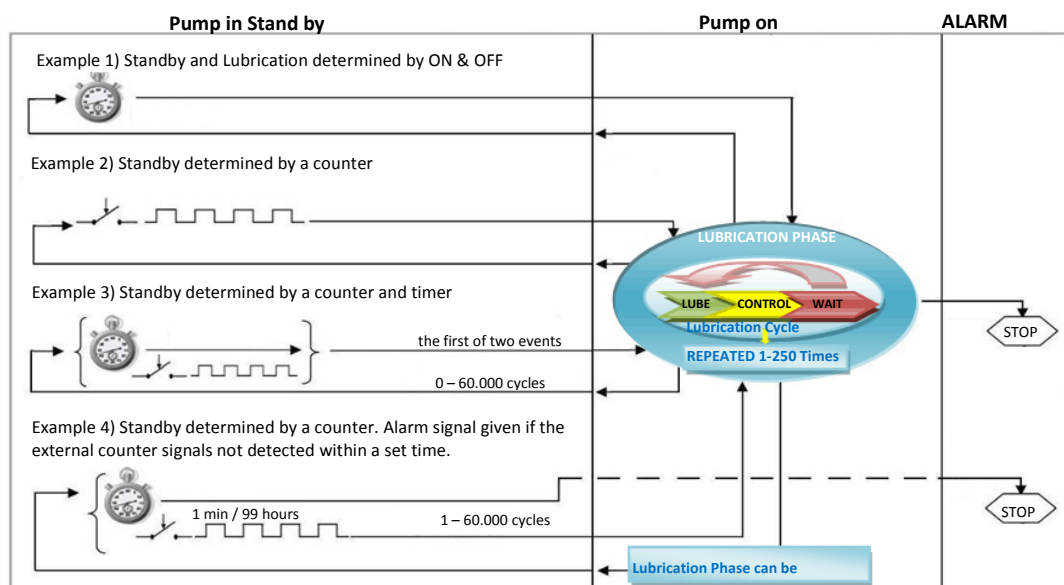 Pump in Stand by
Pump on
ALARM
Example 1) Standby and Lubrication determined by ON & OFF
Example 2) Standby determined by a counter
LUBRICATION PHASE
LUBE
CONTROL
WAIT
Lubrication Cycle
REPEATED 1-250 Times
STOP
Example 3) Standby determined by a counter and timer
the first of two events
0 – 60.000 cycles
Example 4) Standby determined by a counter. Alarm signal given if the
external counter signals not detected within a set time.
1 min / 99 hours
1 – 60.000 cycles
STOP
Lubrication Phase can be